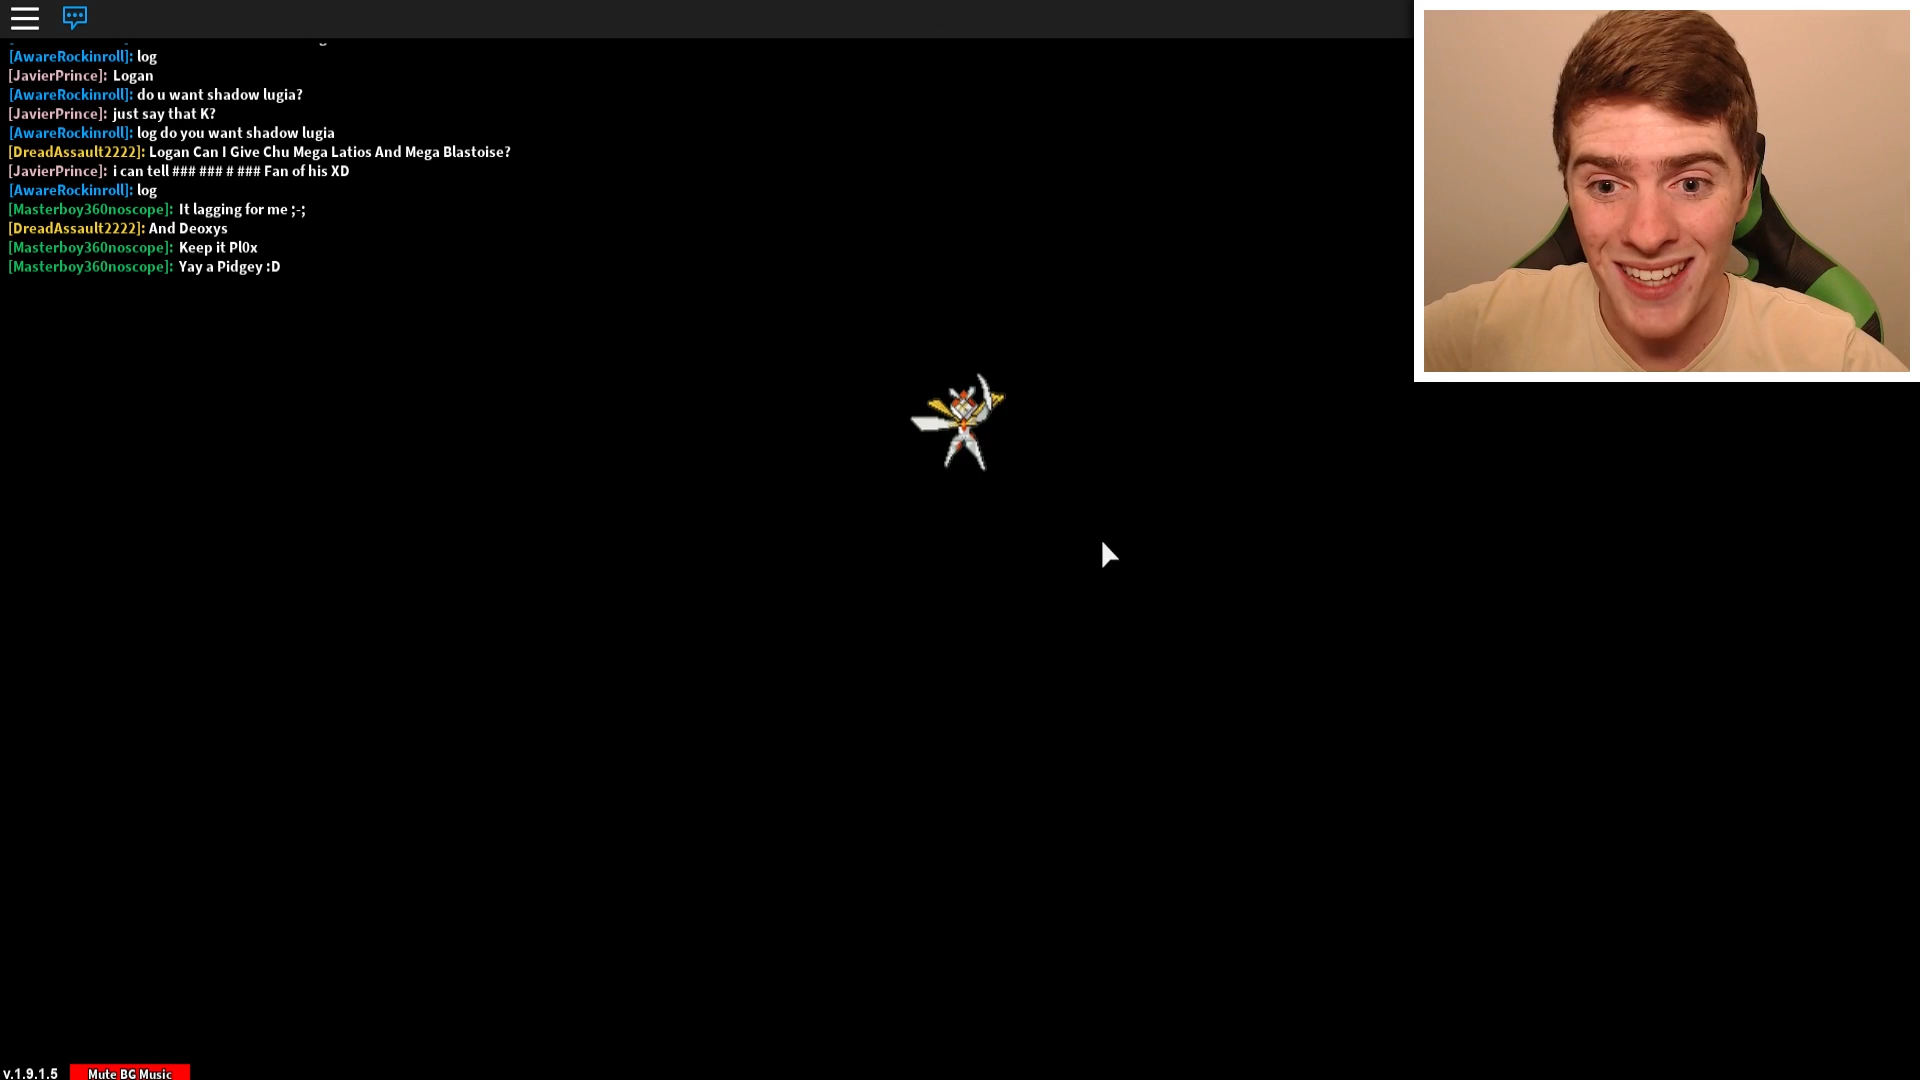 [AwareRockinroll]: log
[JavierPrince]: Logan
[AwareRockinroll]: do u want shadow lugia?
[JavierPrince]: just say that K?
[AwareRockinroll]: log do you want shadow lugia
[DreadAssault2222]: Logan Can I Give Chu Mega Latios And Mega Blastoise?
[JavierPrince]: i can tell ### ### # ### Fan of his XD
[AwareRockinroll]: log
[Masterboy360noscope]: It lagging for me ;-;
[DreadAssault2222]: And Deoxys
[Masterboy360noscope]: Keep it Pl0x
[Masterboy360noscope]: Yay a Pidgey :D
v.1.9.1.5 Mute BG Music